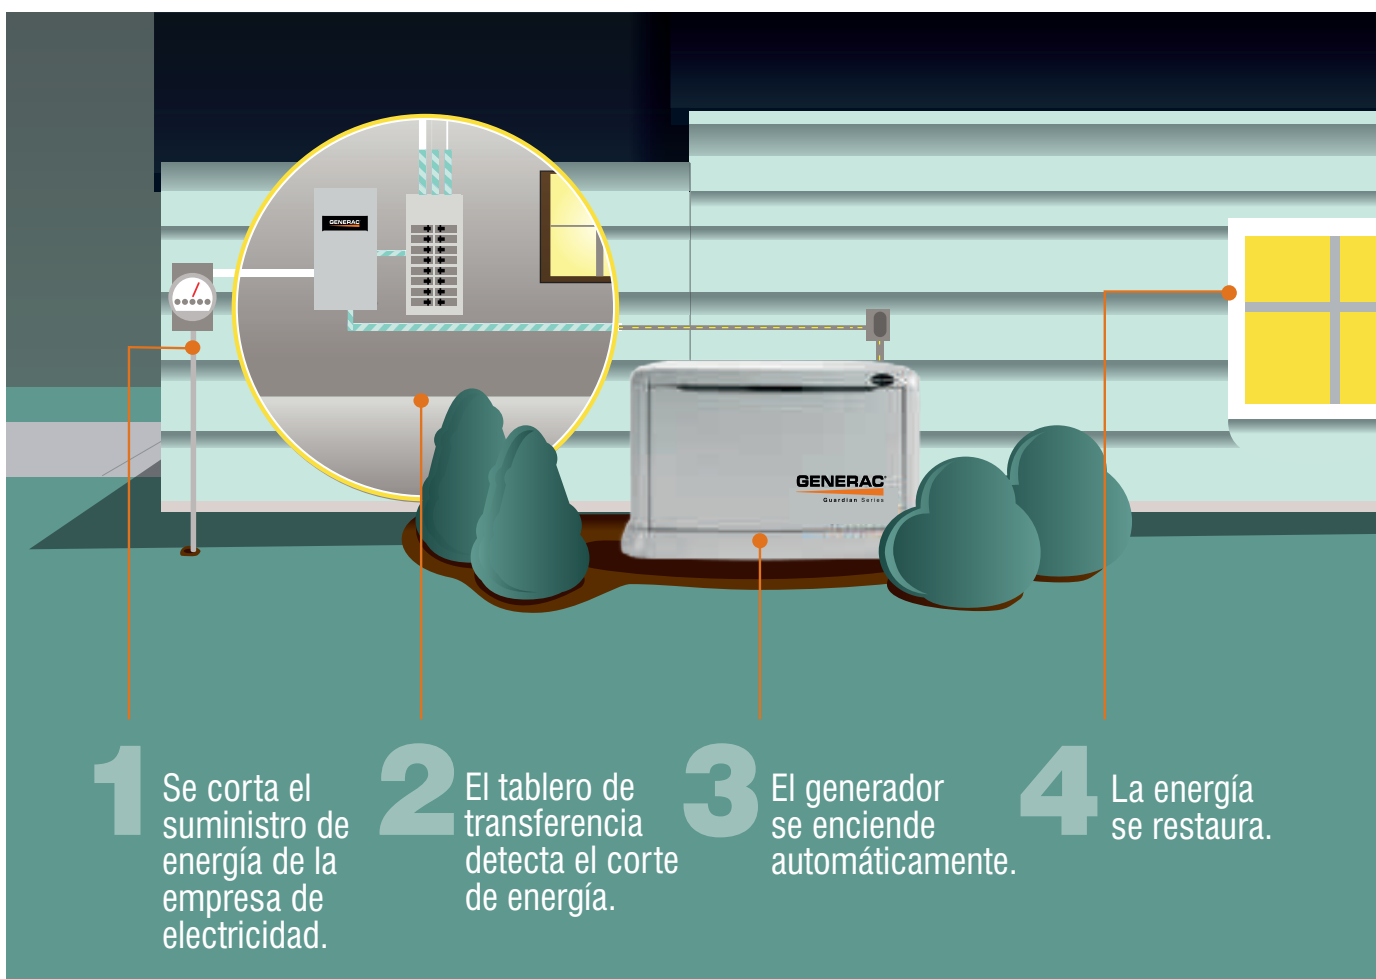 GENERAC
GENERAC
Guardian Series
1
Se corta el
suministro de
energía de la
empresa de
electricidad.
2
El tablero de
transferencia
detecta el corte
de energía.
3
El generador
se enciende
automáticamente.
4
La energía
se restaura.